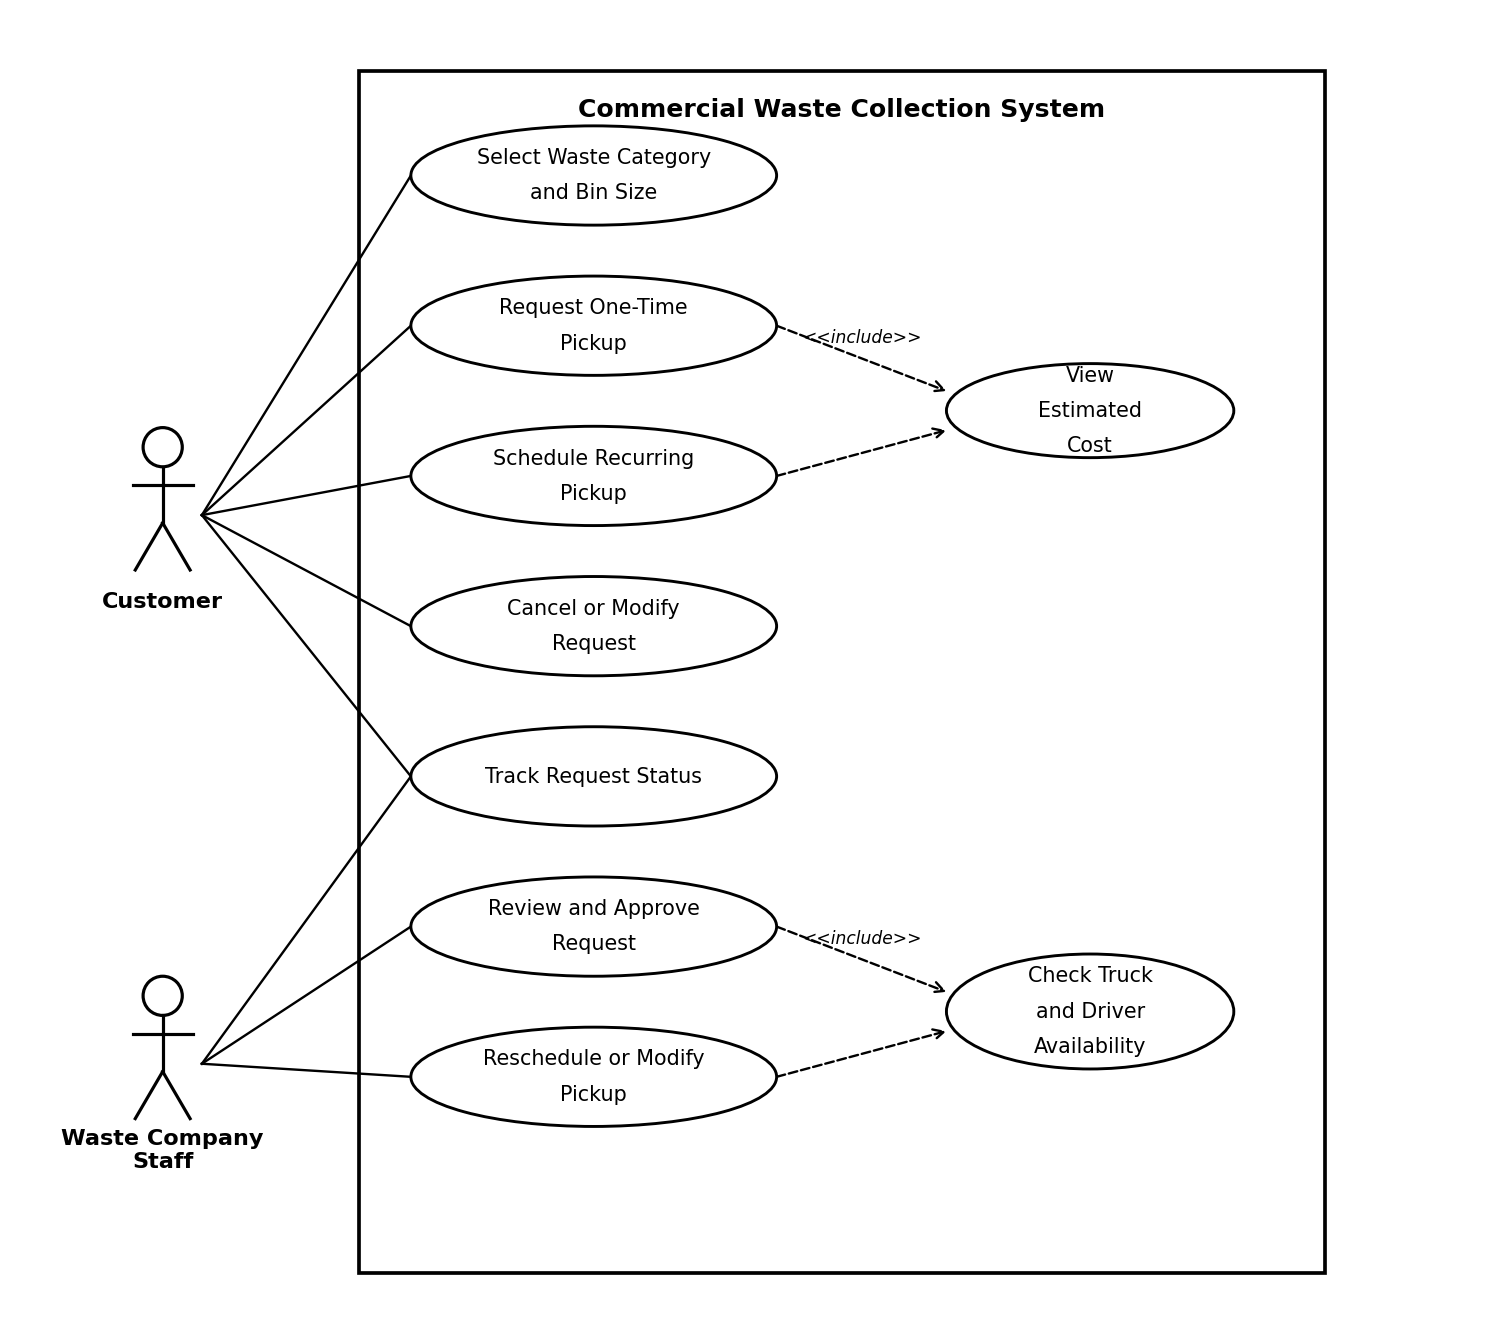 Commercial Waste Collection System
Select Waste Category
and Bin Size
Request One-Time
Pickup
<<include>>
View
Estimated
Cost
Schedule Recurring
Pickup
Customer
Cancel or Modify
Request
Track Request Status
Review and Approve
Request
<<include>>
Check Truck
and Driver
Availability
Reschedule or Modify
Pickup
Waste Company
Staff